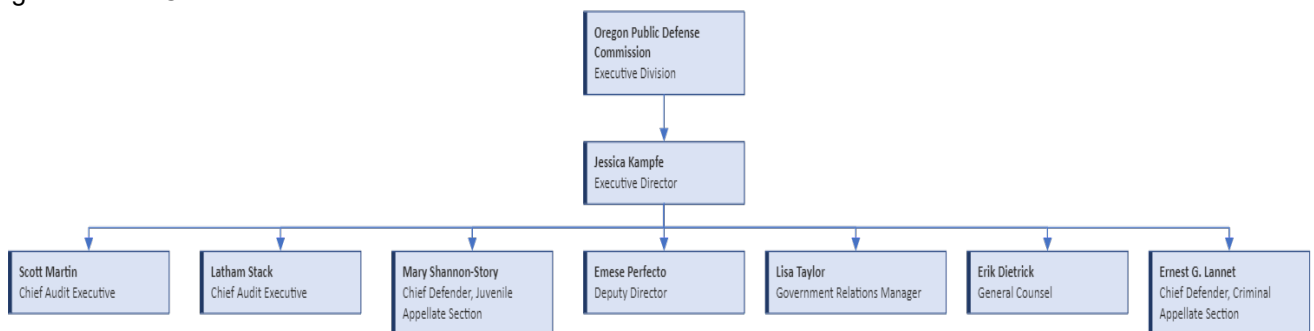 Oregon Public Defense
Commission
Executive Division
Jessica Kampfe
Executive Director
Scott Martin
Chief Audit Executive
Latham Stack
Chief Audit Executive
Mary Shannon-Story
Chief Defender, Juvenile
Appellate Section
Emese Perfecto
Deputy Director
Lisa Taylor
Government Relations Manager
Erik Dietrick
General Counsel
Ernest G. Lannet
Chief Defender, Criminal
Appellate Section